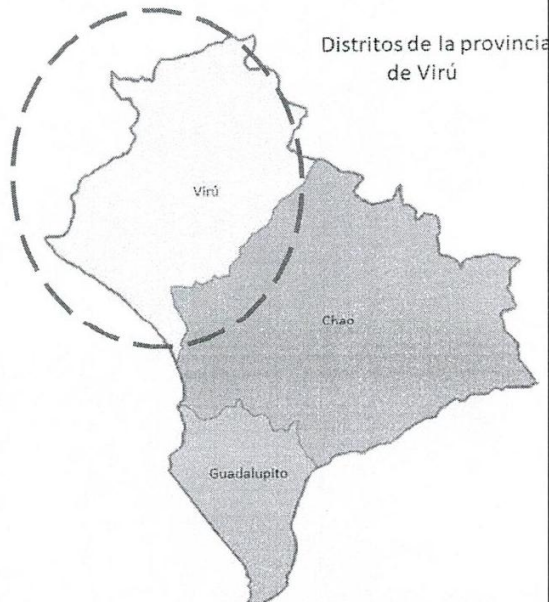 Distritos de la provincia
de Virú
Virú
Chao
Guadalupito